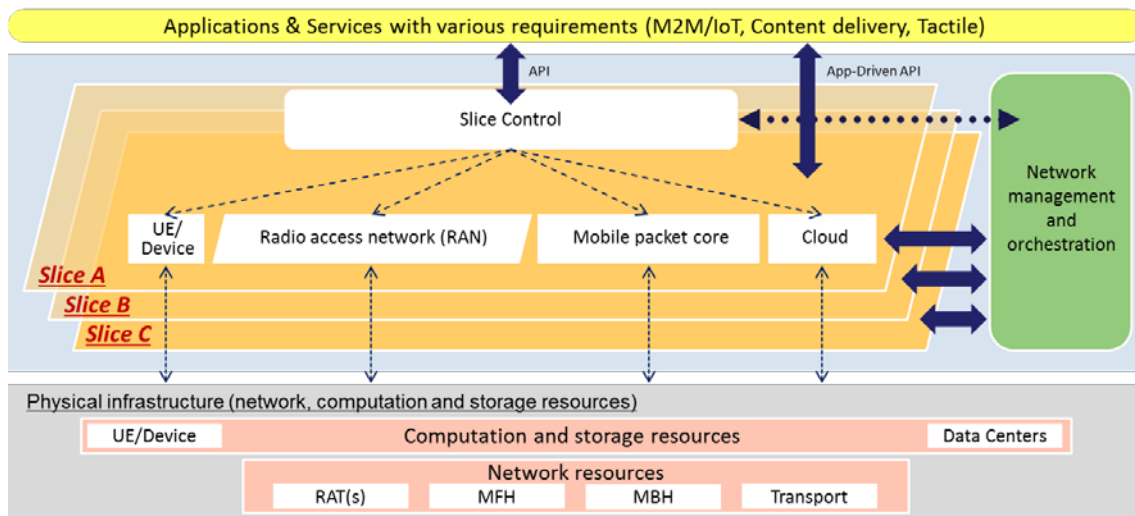 Applications & Services with various requirements (M2M/IoT, Content delivery, Tactile)
API
App-Driven API
Slice Control
Network
management
and
orchestration
UE/
Device
Radio access network (RAN)
Mobile packet core
Cloud
Slice A
Slice B
Slice C
Physical infrastructure (network, computation and storage resources)
UE/Device
Computation and storage resources
Data Centers
Network resources
RAT(s)
MFH
MBH
Transport